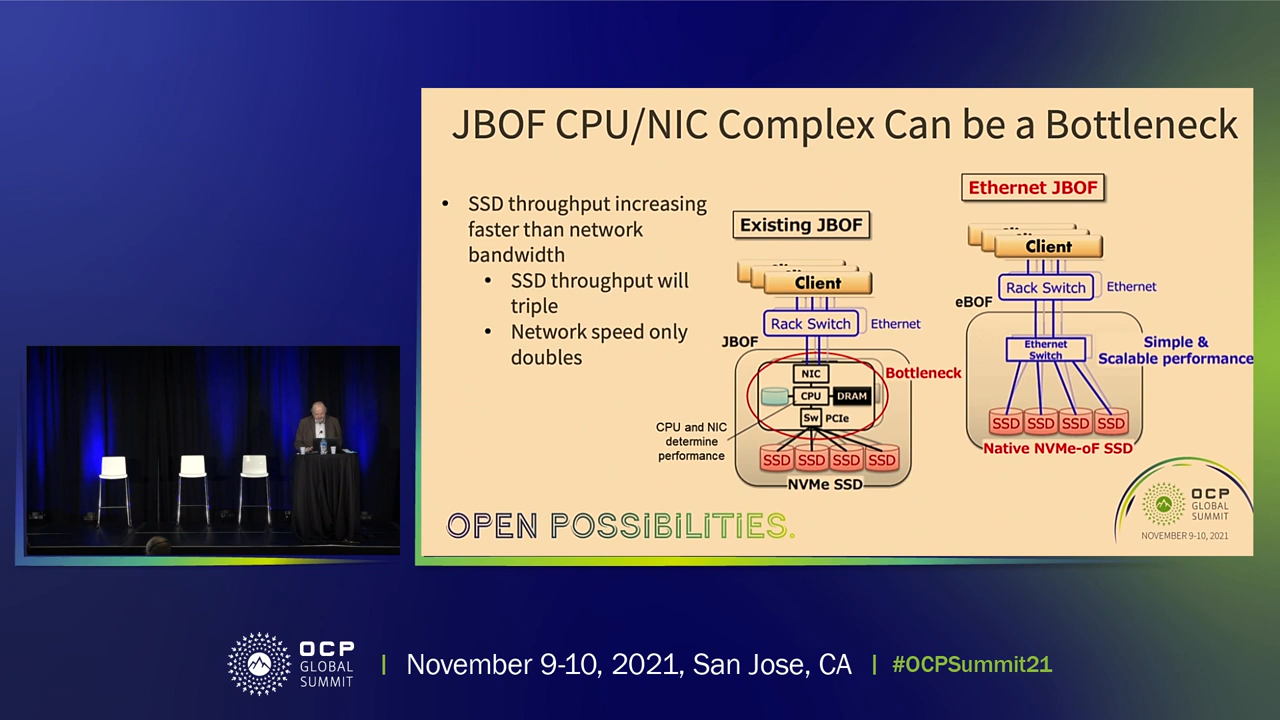 JBOF CPU/NIC Complex Can be a Bottleneck
• SSD throughput increasing
faster than network
bandwidth
• SSD throughput will
triple
• Network speed only
doubles
Existing JBOF
Client
Rack Switch
Ethernet
JBOF
NIC
Bottleneck
CPU
DRAM
Sw
PCIe
CPU and NIC
determine
performance
SSD SSD SSD SSD
NVMe SSD
Ethernet JBOF
Client
Rack Switch
Ethernet
eBOF
Ethernet
Switch
Simple &
Scalable performance
SSD SSD SSD SSD
Native NVMe-oF SSD
OPEN POSSIBILITIES.
OCP
GLOBAL
SUMMIT
NOVEMBER 9-10, 2021
OCP
GLOBAL
SUMMIT
November 9-10, 2021, San Jose, CA
#OCPSummit21